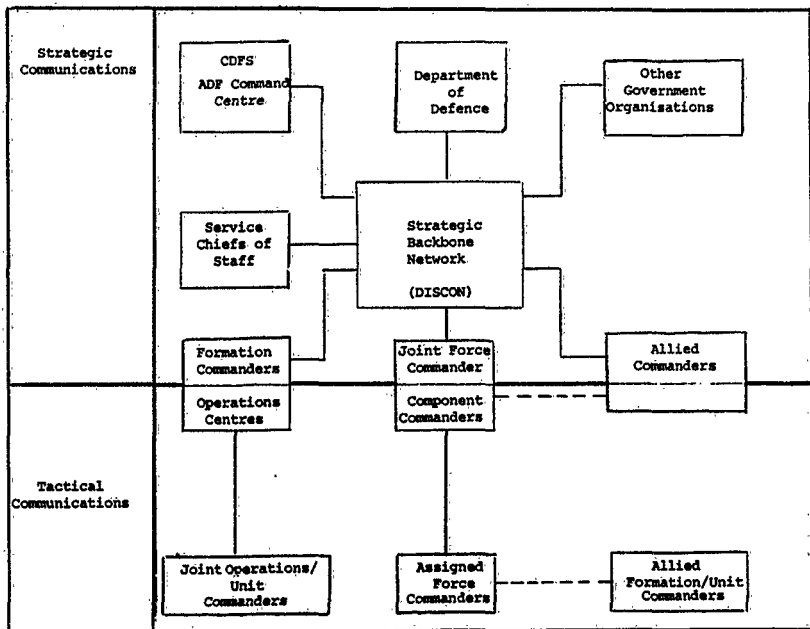 Strategic
Communications
CDFS
ADF Command
Centre
Department
of
Defence
Other
Government
Organisations
Service
Chiefs of
Staff
Strategic
Backbone
Network
(DISCON)
Formation
Commanders
Joint Force
Commander
Allied
Commanders
Operations
Centres
Component
Commanders
Tactical
Communications
Joint Operations/
Unit
Commanders
Assigned
Force
Commanders
Allied
Formation/Unit
Commanders